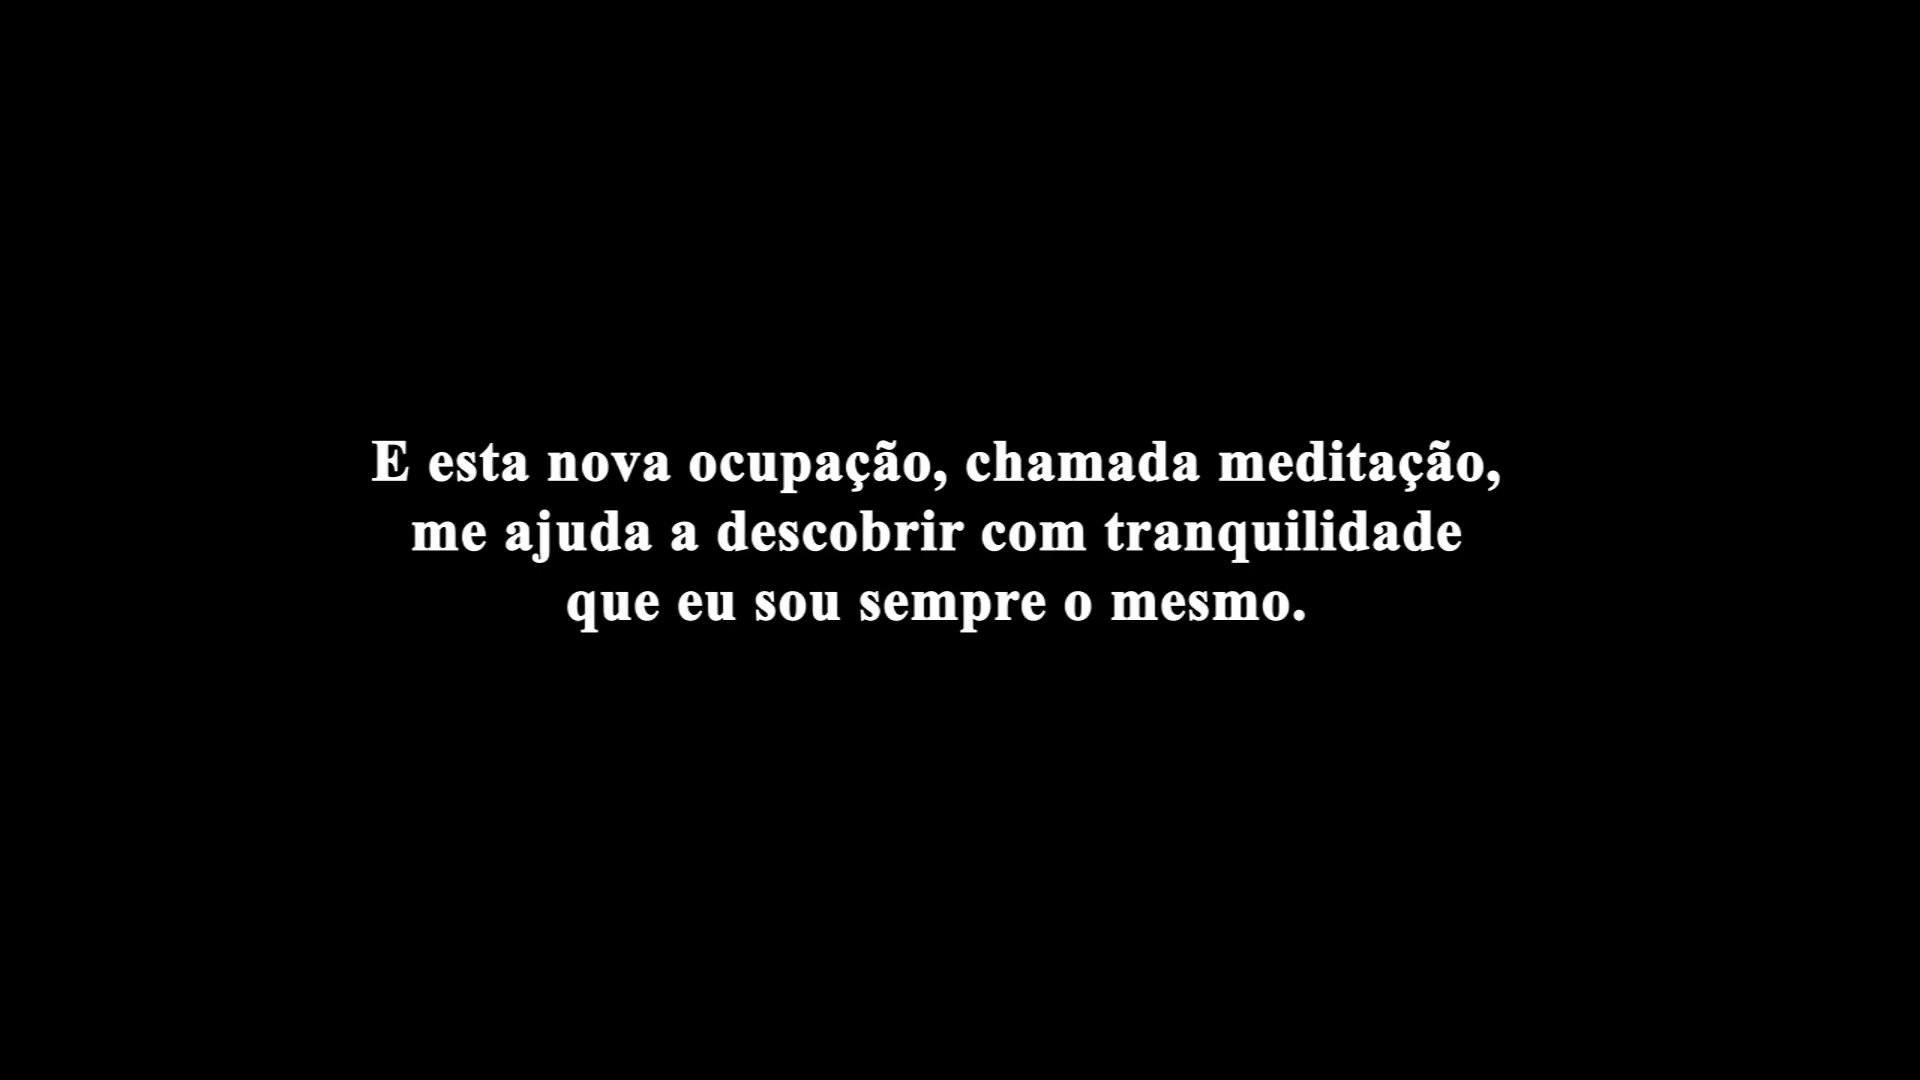 E esta nova ocupação, chamada meditação,
me ajuda a descobrir com tranquilidade
que eu sou sempre o mesmo.